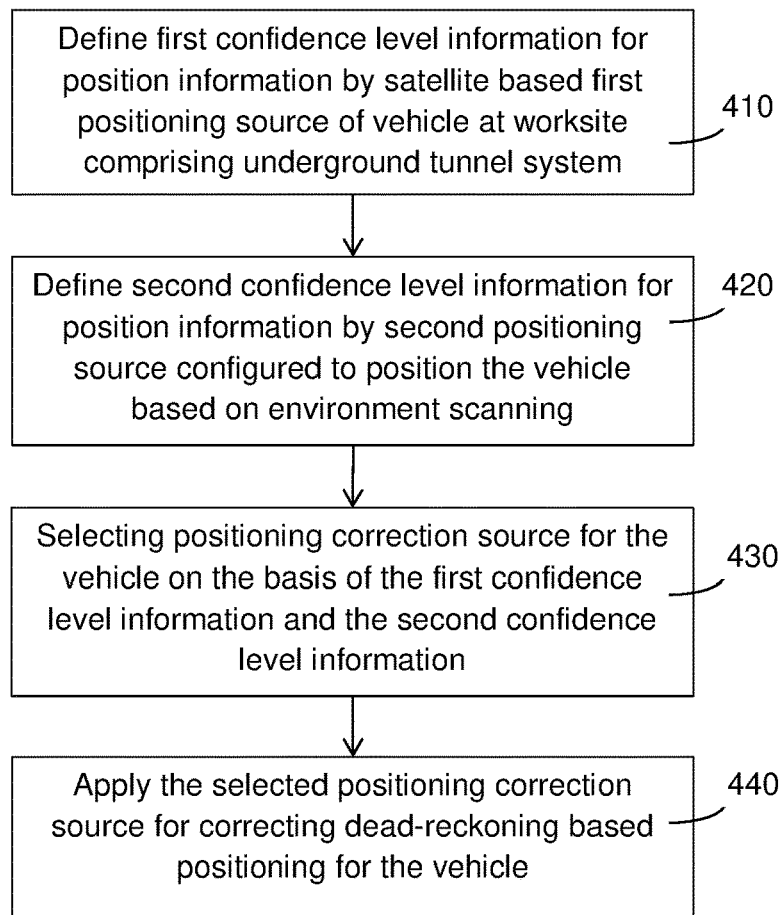 Define first confidence level information for
position information by satellite based first
positioning source of vehicle at worksite
comprising underground tunnel system
410
Define second confidence level information for
position information by second positioning
source configured to position the vehicle
based on environment scanning
420
Selecting positioning correction source for the
vehicle on the basis of the first confidence
level information and the second confidence
level information
430
Apply the selected positioning correction
source for correcting dead-reckoning based
positioning for the vehicle
440